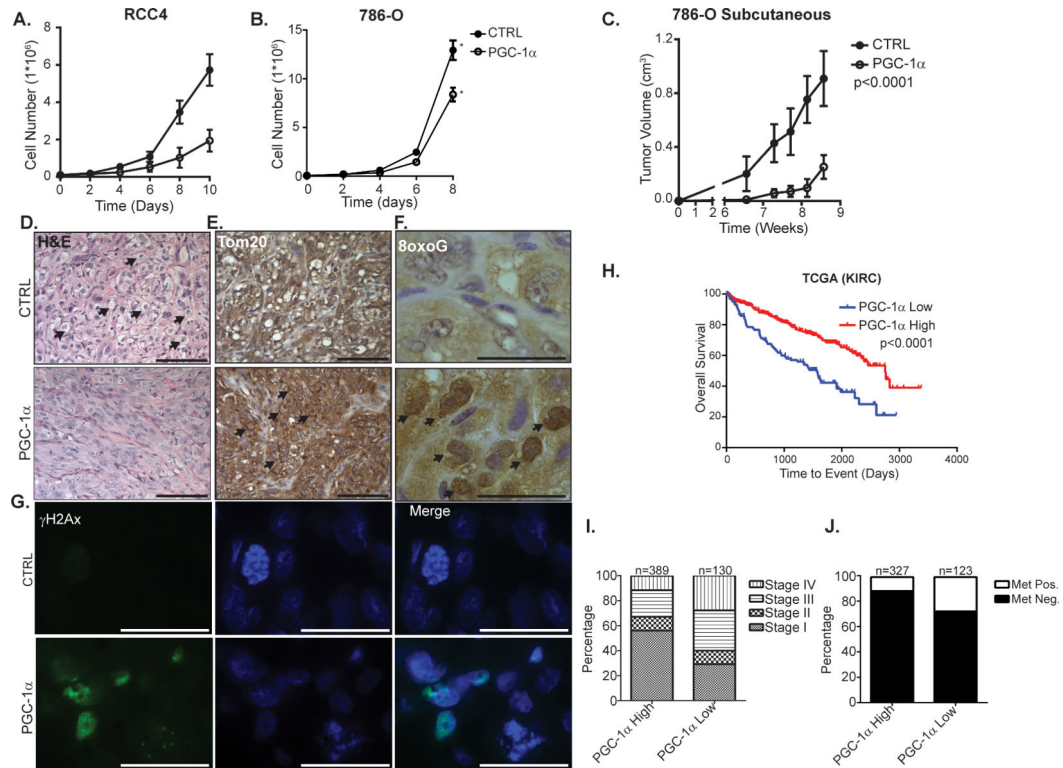 A.
RCC4
Cell Number (1*10⁶)
8
6
4
2
0
0 2 4 6 8 10
Time (Days)
B.
786-O
CTRL
PGC-1α
Cell Number (1*10⁶)
15
10
5
0
0 2 4 6 8
*
*
Time (days)
C.
786-O Subcutaneous
CTRL
PGC-1α
p<0.0001
Tumor Volume (cm³)
1.2
0.8
0.4
0.0
0 1 2 6 7 8 9
Time (Weeks)
D.
H&E
E.
Tom20
F.
8oxoG
CTRL
PGC-1α
G.
γH2Ax
Merge
CTRL
PGC-1α
H.
TCGA (KIRC)
PGC-1α Low
PGC-1α High
p<0.0001
Overall Survival
100
80
60
40
20
0
0 1000 2000 3000 4000
Time to Event (Days)
I.
n=389
n=130
Stage IV
Stage III
Stage II
Stage I
Percentage
100
80
60
40
20
0
PGC-1α High
PGC-1α Low
J.
n=327
n=123
Met Pos.
Met Neg.
Percentage
100
80
60
40
20
0
PGC-1α High
PGC-1α Low